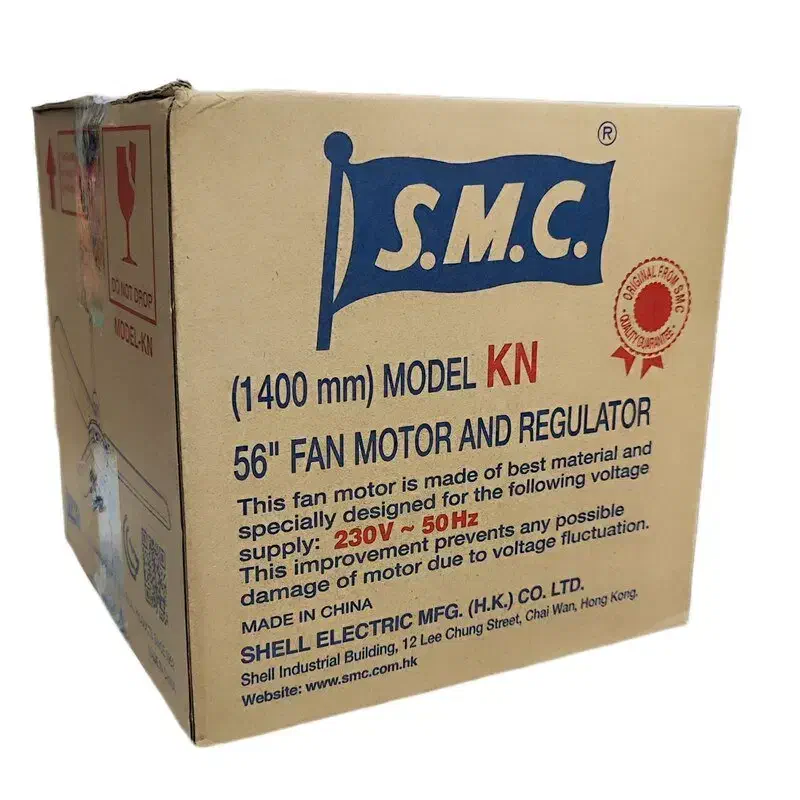 S.M.C.
®
ORIGINAL FROM SMC
QUALITY GUARANTEE
(1400 mm) MODEL KN
56" FAN MOTOR AND REGULATOR
This fan motor is made of best material and
specially designed for the following voltage
supply: 230V ~ 50Hz
This improvement prevents any possible
damage of motor due to voltage fluctuation.
MADE IN CHINA
SHELL ELECTRIC MFG. (H.K.) CO. LTD.
Shell Industrial Building, 12 Lee Chung Street, Chai Wan, Hong Kong.
Website: www.smc.com.hk
DO NOT DROP
MODEL-KN